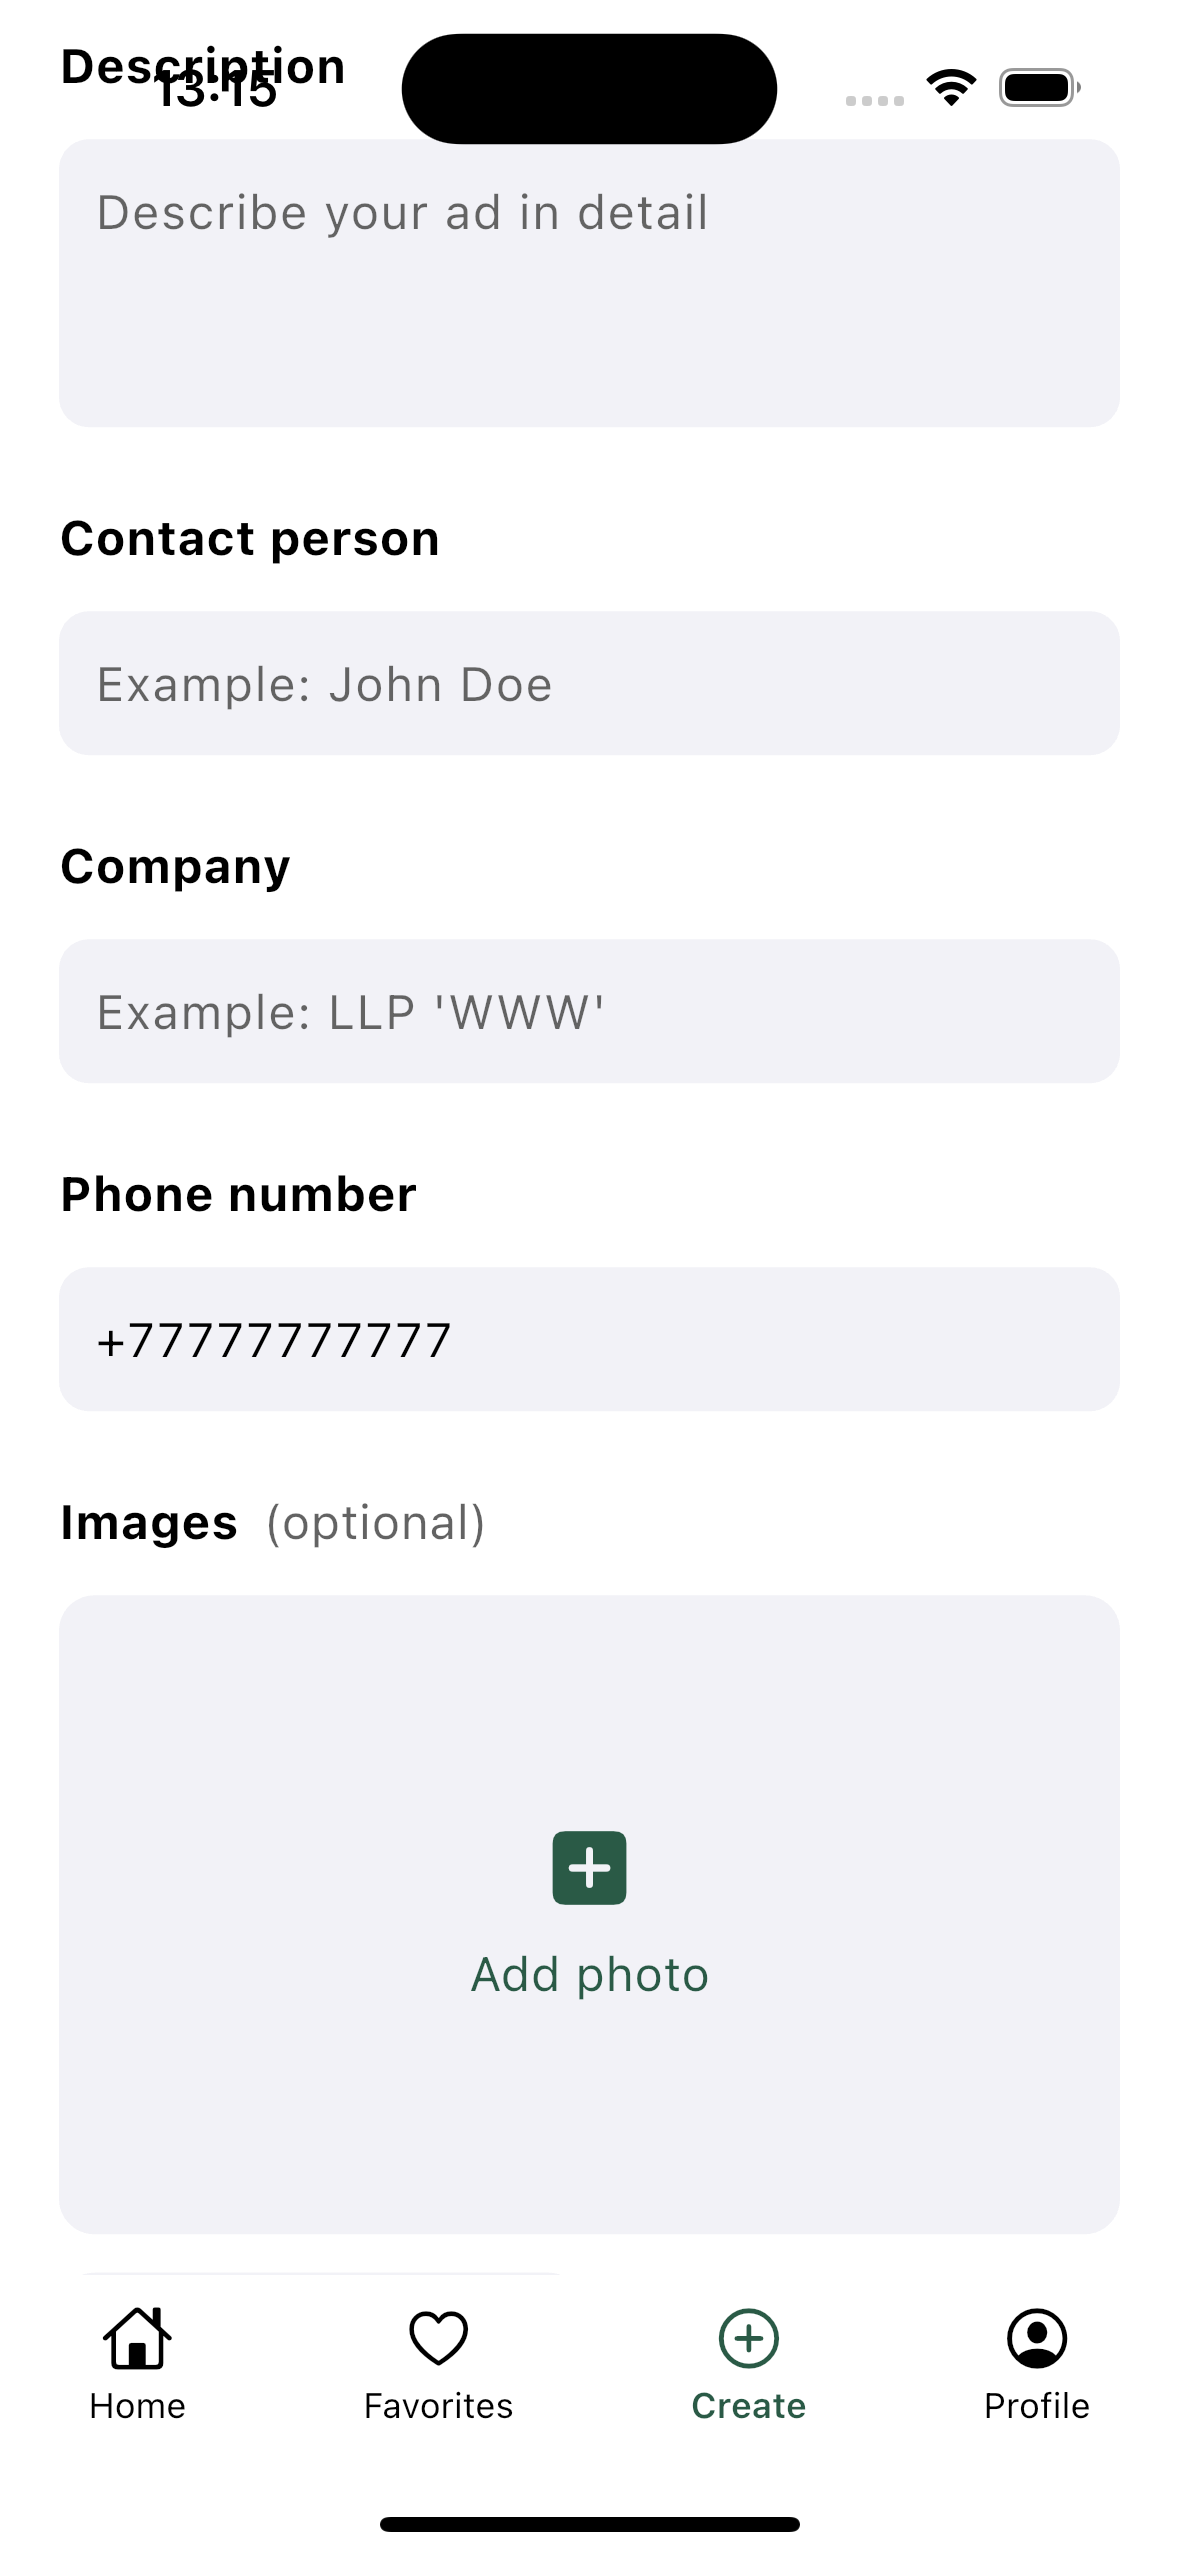 Description
13:15
Describe your ad in detail
Contact person
Example: John Doe
Company
Example: LLP 'WWW'
Phone number
+77777777777
Images (optional)
Add photo
Home Favorites Create Profile